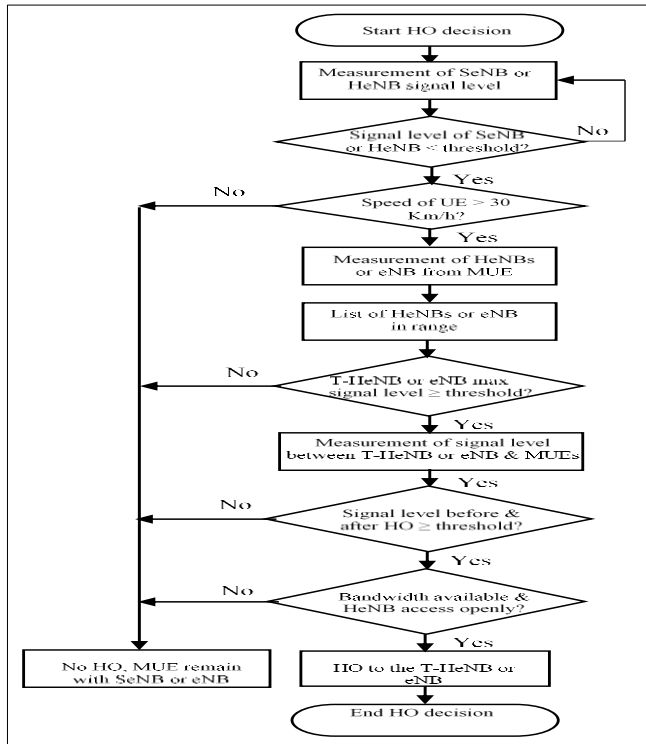 Start HO decision
Measurement of SeNB or
HeNB signal level
Signal level of SeNB
or HeNB < threshold?
No
Yes
No
Speed of UE > 30
Km/h?
Yes
Measurement of HeNBs
or eNB from MUE
List of HeNBs or eNB
in range
No
T-HeNB or eNB max
signal level ≥ threshold?
Yes
Measurement of signal level
between T-HeNB or eNB & MUEs
Yes
No
Signal level before &
after HO ≥ threshold?
Yes
No
Bandwidth available &
HeNB access openly?
Yes
No HO, MUE remain
with SeNB or eNB
HO to the T-HeNB or
eNB
End HO decision